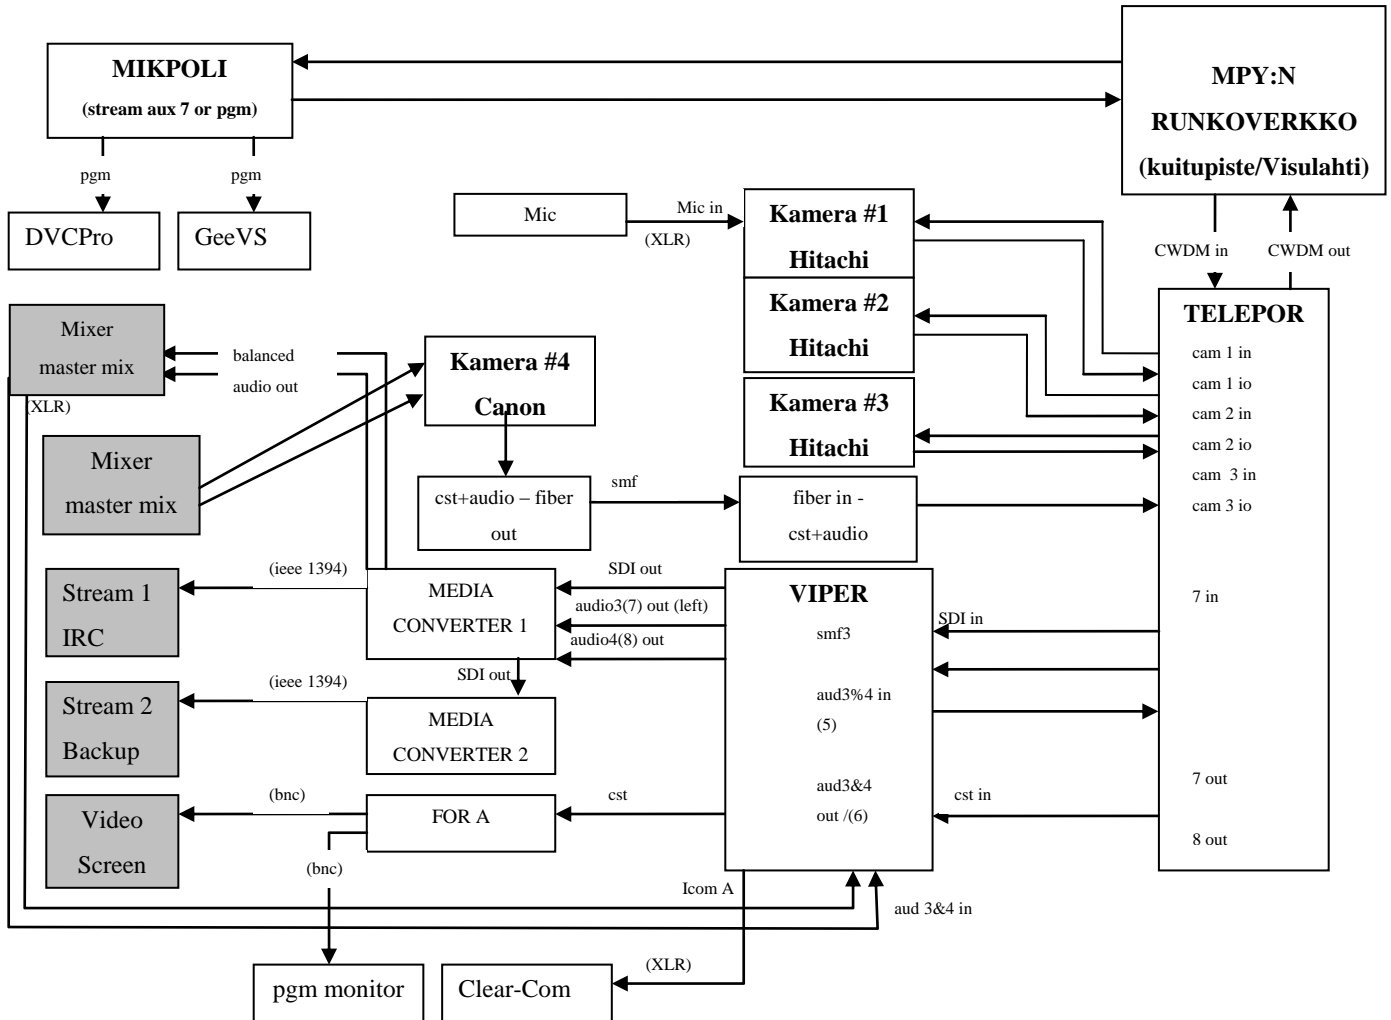 MIKPOLI
(stream aux 7 or pgm)
MPY:N
RUNKOVERKKO
(kuitupiste/Visulahti)
pgm
pgm
DVCPro
GeeVS
Mic
Mic in
(XLR)
Kamera #1
Hitachi
Kamera #2
Hitachi
Kamera #3
Hitachi
CWDM in
CWDM out
TELEPOR
cam 1 in
cam 1 io
cam 2 in
cam 2 io
cam 3 in
cam 3 io
7 in
7 out
8 out
Mixer
master mix
(XLR)
balanced
audio out
Kamera #4
Canon
Mixer
master mix
cst+audio – fiber
out
smf
fiber in -
cst+audio
Stream 1
IRC
(ieee 1394)
MEDIA
CONVERTER 1
SDI out
audio3(7) out (left)
audio4(8) out
VIPER
smf3
aud3%4 in
(5)
aud3&4
out /(6)
SDI in
SDI out
Stream 2
Backup
(ieee 1394)
MEDIA
CONVERTER 2
Video
Screen
(bnc)
FOR A
cst
cst in
(bnc)
Icom A
aud 3&4 in
(XLR)
pgm monitor
Clear-Com